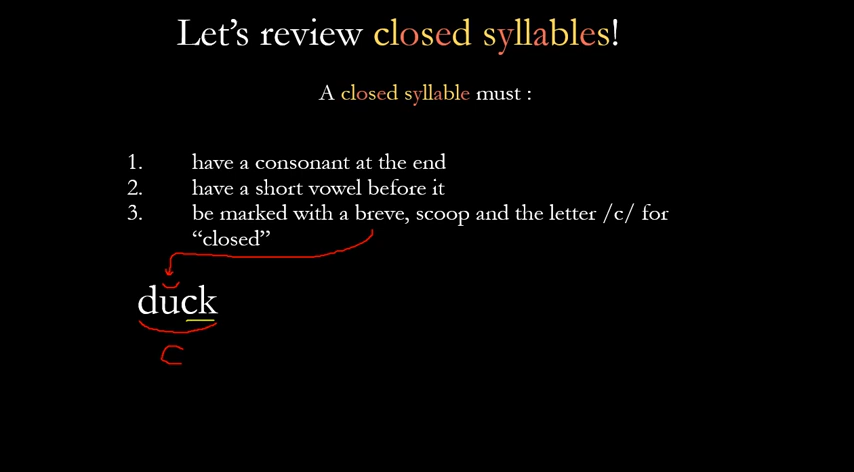 Let's review closed syllables!
A closed syllable must :
1. have a consonant at the end
2. have a short vowel before it
3. be marked with a breve, scoop and the letter /c/ for
“closed”
duck
c